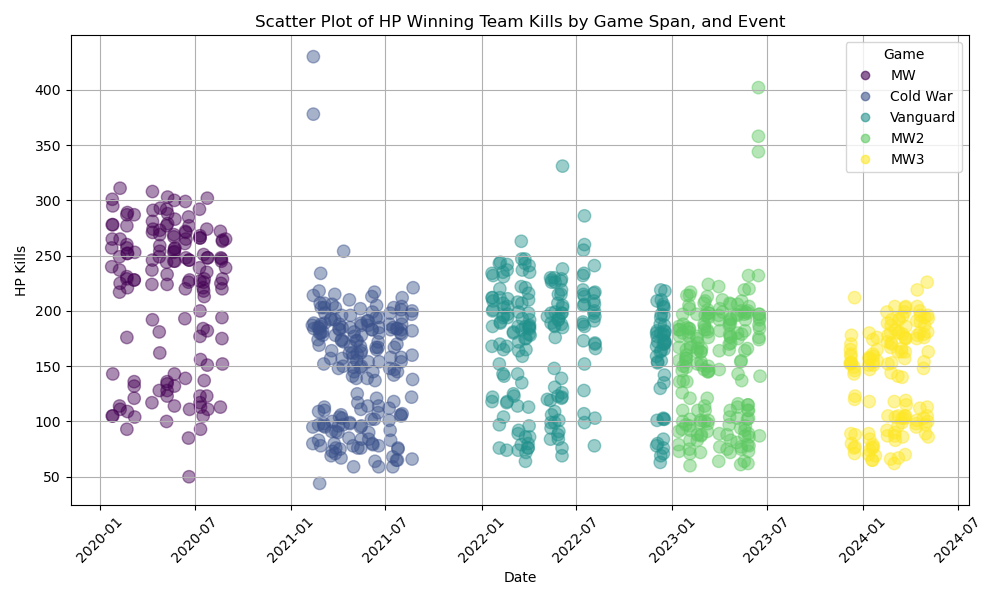 Scatter Plot of HP Winning Team Kills by Game Span, and Event
Game
MW
Cold War
Vanguard
MW2
MW3
HP Kills
400
350
300
250
200
150
100
50
2020-01
2020-07
2021-01
2021-07
2022-01
2022-07
2023-01
2023-07
2024-01
2024-07
Date